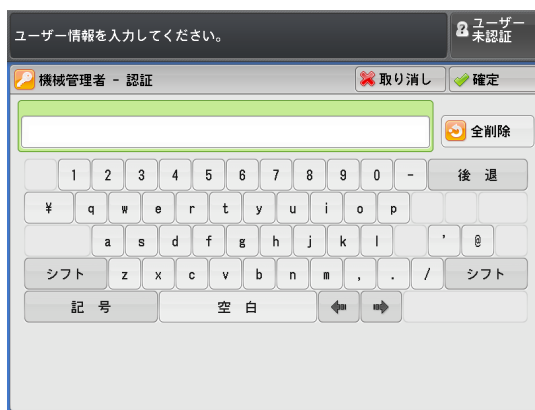 ユーザー情報を入力してください。
ユーザー
未認証
機械管理者 - 認証
取り消し
確定
全削除
1 2 3 4 5 6 7 8 9 0 - 後 退
¥ q w e r t y u i o p
a s d f g h j k l ' @
シフト z x c v b n m , . / シフト
記 号 空 白